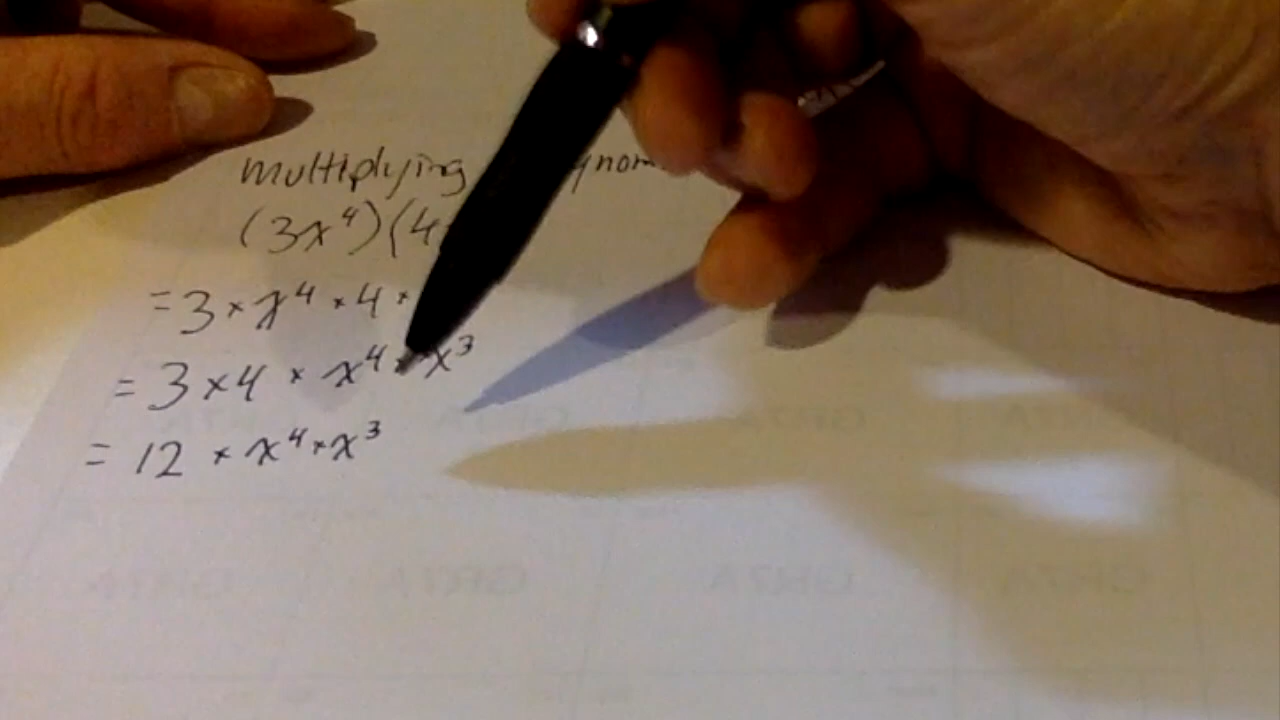 multiplying
(3x⁴)(4
= 3 × x⁴ × 4 ×
= 3 × 4 × x⁴ × x³
= 12 × x⁴ × x³